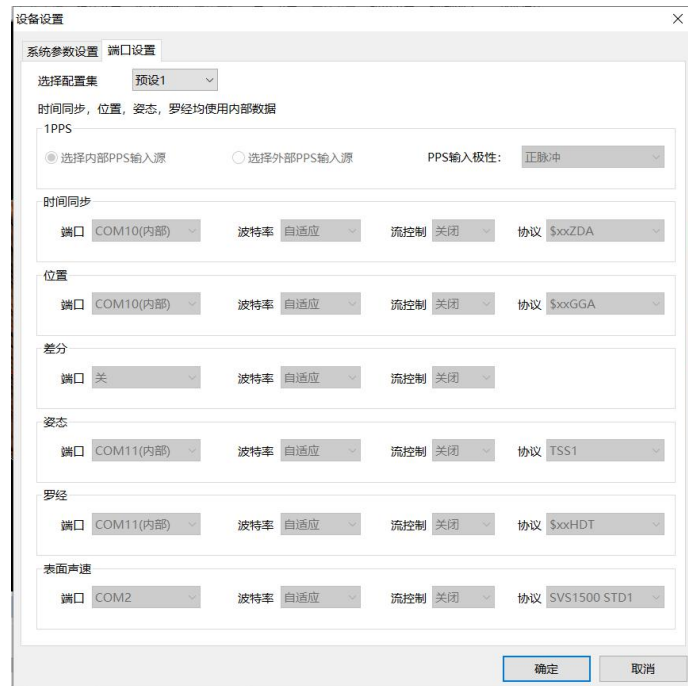 设备设置
系统参数设置 端口设置
选择配置集 预设1
时间同步，位置，姿态，罗经均使用内部数据
1PPS
选择内部PPS输入源 选择外部PPS输入源 PPS输入极性： 正脉冲
时间同步
端口 COM10(内部) 波特率 自适应 流控制 关闭 协议 $xxZDA
位置
端口 COM10(内部) 波特率 自适应 流控制 关闭 协议 $xxGGA
差分
端口 关 波特率 自适应 流控制 关闭
姿态
端口 COM11(内部) 波特率 自适应 流控制 关闭 协议 TSS1
罗经
端口 COM11(内部) 波特率 自适应 流控制 关闭 协议 $xxHDT
表面声速
端口 COM2 波特率 自适应 流控制 关闭 协议 SVS1500 STD1
确定 取消